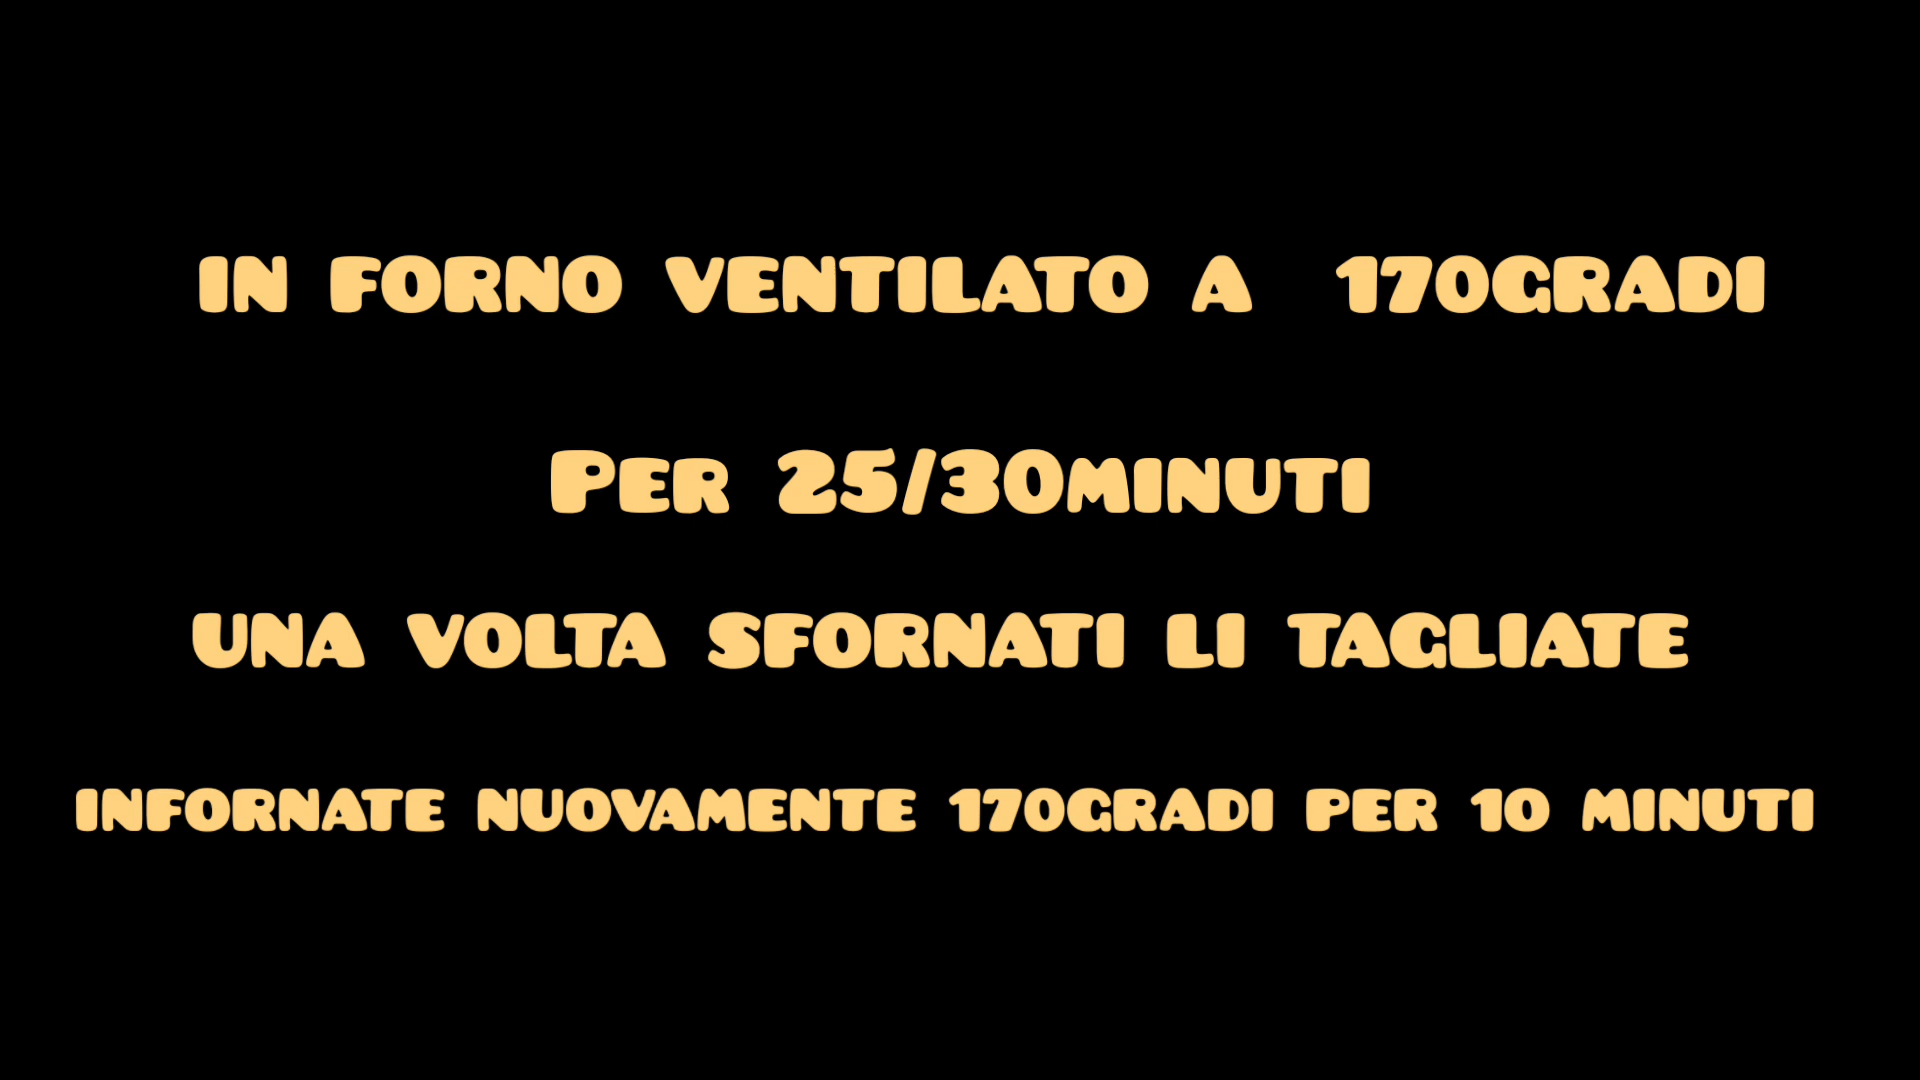 IN FORNO VENTILATO A 170GRADI
PER 25/30MINUTI
UNA VOLTA SFORNATI LI TAGLIATE
INFORNATE NUOVAMENTE 170GRADI PER 10 MINUTI